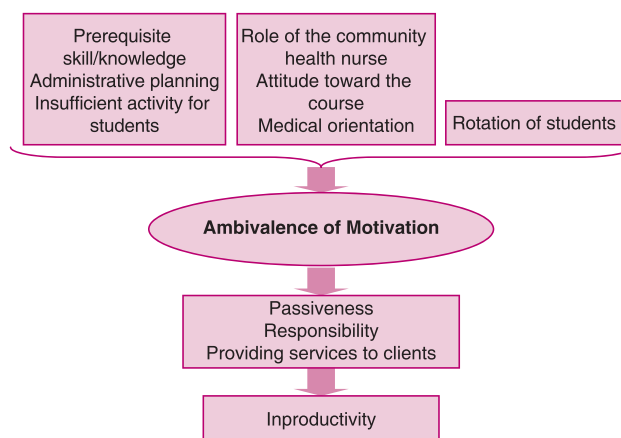 Prerequisite
skill/knowledge
Administrative planning
Insufficient activity for
students
Role of the community
health nurse
Attitude toward the
course
Medical orientation
Rotation of students
Ambivalence of Motivation
Passiveness
Responsibility
Providing services to clients
Inproductivity